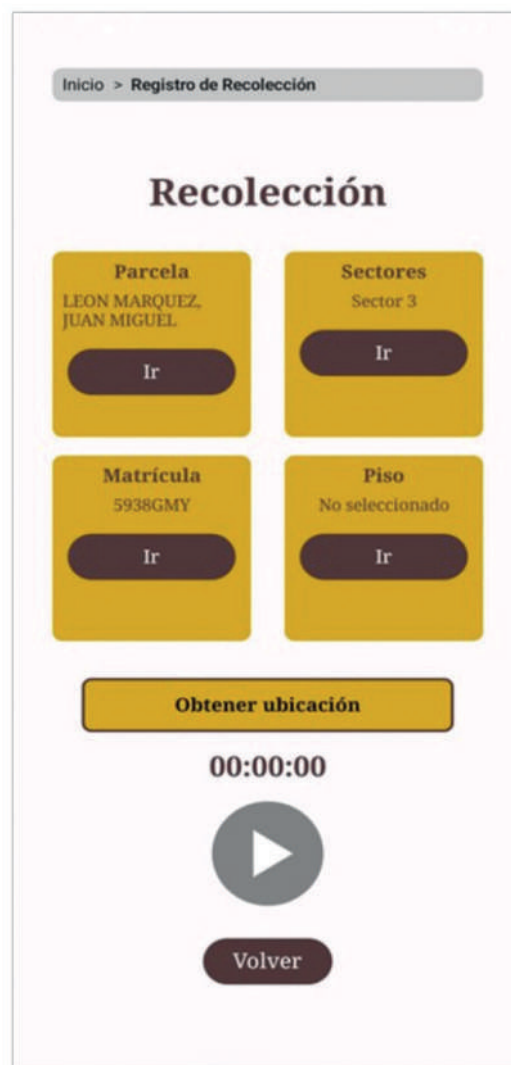 Inicio > Registro de Recolección
Recolección
Parcela
LEON MARQUEZ,
JUAN MIGUEL
Ir
Sectores
Sector 3
Ir
Matrícula
5938GMY
Ir
Piso
No seleccionado
Ir
Obtener ubicación
00:00:00
Volver